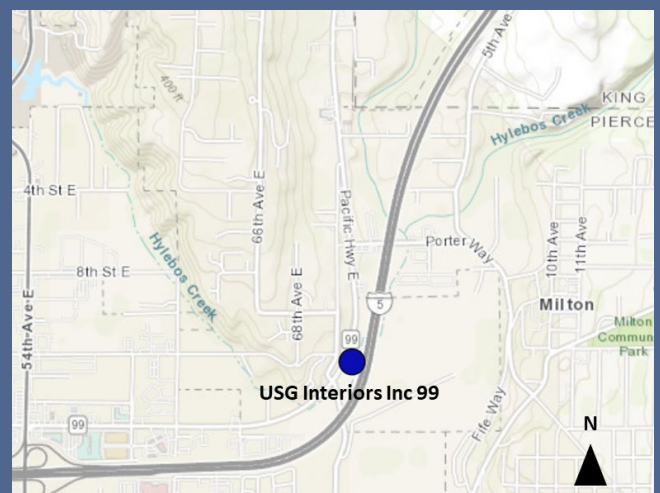 5th Ave
400 ft
KING
Hylebos Creek
PIERCE
4th St E
66th Ave E
Pacific Hwy E
10th Ave
11th Ave
Hylebos Creek
Porter Way
8th St E
68th Ave E
54th Ave E
5
Milton
99
Milton
Commun
Park
USG Interiors Inc 99
Fife Way
99
N